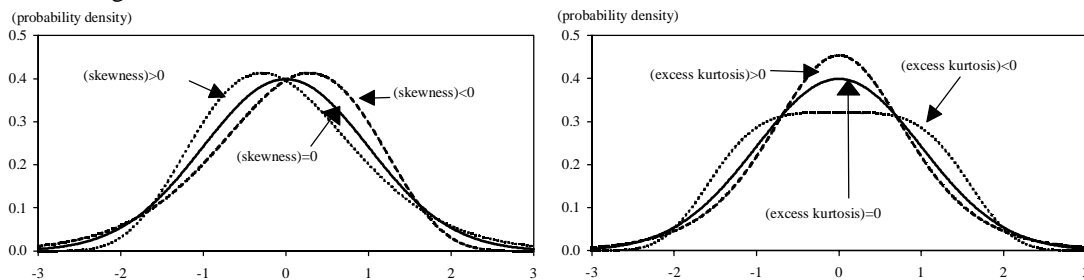 (probability density)
0.5
0.4
0.3
0.2
0.1
0.0
-3 -2 -1 0 1 2 3
(skewness)>0
(skewness)<0
(skewness)=0
(probability density)
0.5
0.4
0.3
0.2
0.1
0.0
-3 -2 -1 0 1 2
(excess kurtosis)>0
(excess kurtosis)<0
(excess kurtosis)=0